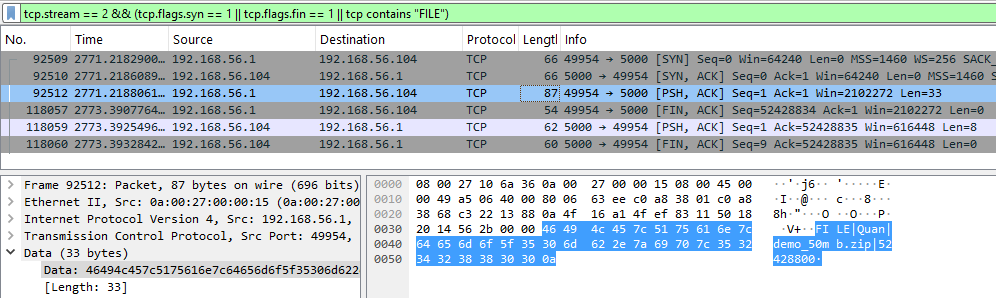 tcp.stream == 2 && (tcp.flags.syn == 1 || tcp.flags.fin == 1 || tcp contains "FILE")
No. Time Source Destination Protocol Lengtl Info
92509 2771.2182900... 192.168.56.1 192.168.56.104 TCP 66 49954 → 5000 [SYN] Seq=0 Win=64240 Len=0 MSS=1460 WS=256 SACK_
92510 2771.2186089... 192.168.56.104 192.168.56.1 TCP 66 5000 → 49954 [SYN, ACK] Seq=0 Ack=1 Win=64240 Len=0 MSS=1460 S
92512 2771.2188061... 192.168.56.1 192.168.56.104 TCP 87 49954 → 5000 [PSH, ACK] Seq=1 Ack=1 Win=2102272 Len=33
118057 2773.3907764... 192.168.56.1 192.168.56.104 TCP 54 49954 → 5000 [FIN, ACK] Seq=52428834 Ack=1 Win=2102272 Len=0
118059 2773.3925496... 192.168.56.104 192.168.56.1 TCP 62 5000 → 49954 [PSH, ACK] Seq=1 Ack=52428835 Win=616448 Len=8
118060 2773.3932842... 192.168.56.104 192.168.56.1 TCP 60 5000 → 49954 [FIN, ACK] Seq=9 Ack=52428835 Win=616448 Len=0
Frame 92512: Packet, 87 bytes on wire (696 bits)
Ethernet II, Src: 0a:00:27:00:00:15 (0a:00:27:0
Internet Protocol Version 4, Src: 192.168.56.1,
Transmission Control Protocol, Src Port: 49954,
Data (33 bytes)
Data: 46494c457c5175616e7c64656d6f5f35306d622
[Length: 33]
0000 08 00 27 10 6a 36 0a 00 27 00 00 15 08 00 45 00 ··'·j6·· '·····E·
0010 00 49 a5 06 40 00 80 06 63 ee c0 a8 38 01 c0 a8 ·I··@··· c···8···
0020 38 68 c3 22 13 88 0a 4f 16 a1 4f ef 83 11 50 18 8h·"···O ··O···P·
0030 20 14 56 2b 00 00 46 49 4c 45 7c 51 75 61 6e 7c ·V+··FI LE|Quan|
0040 64 65 6d 6f 5f 35 30 6d 62 2e 7a 69 70 7c 35 32 demo_50m b.zip|52
0050 34 32 38 38 30 30 0a 428800·